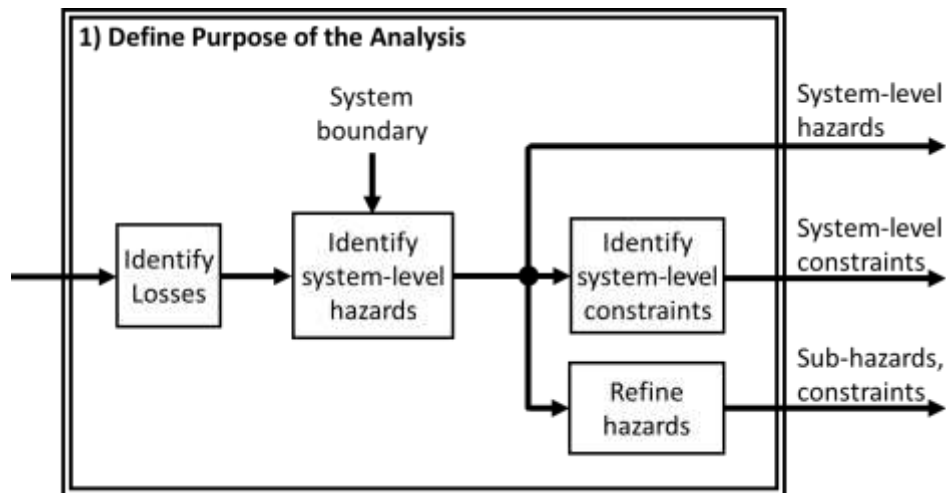 1) Define Purpose of the Analysis
System
boundary
Identify
Losses
Identify
system-level
hazards
Identify
system-level
constraints
Refine
hazards
System-level
hazards
System-level
constraints
Sub-hazards,
constraints